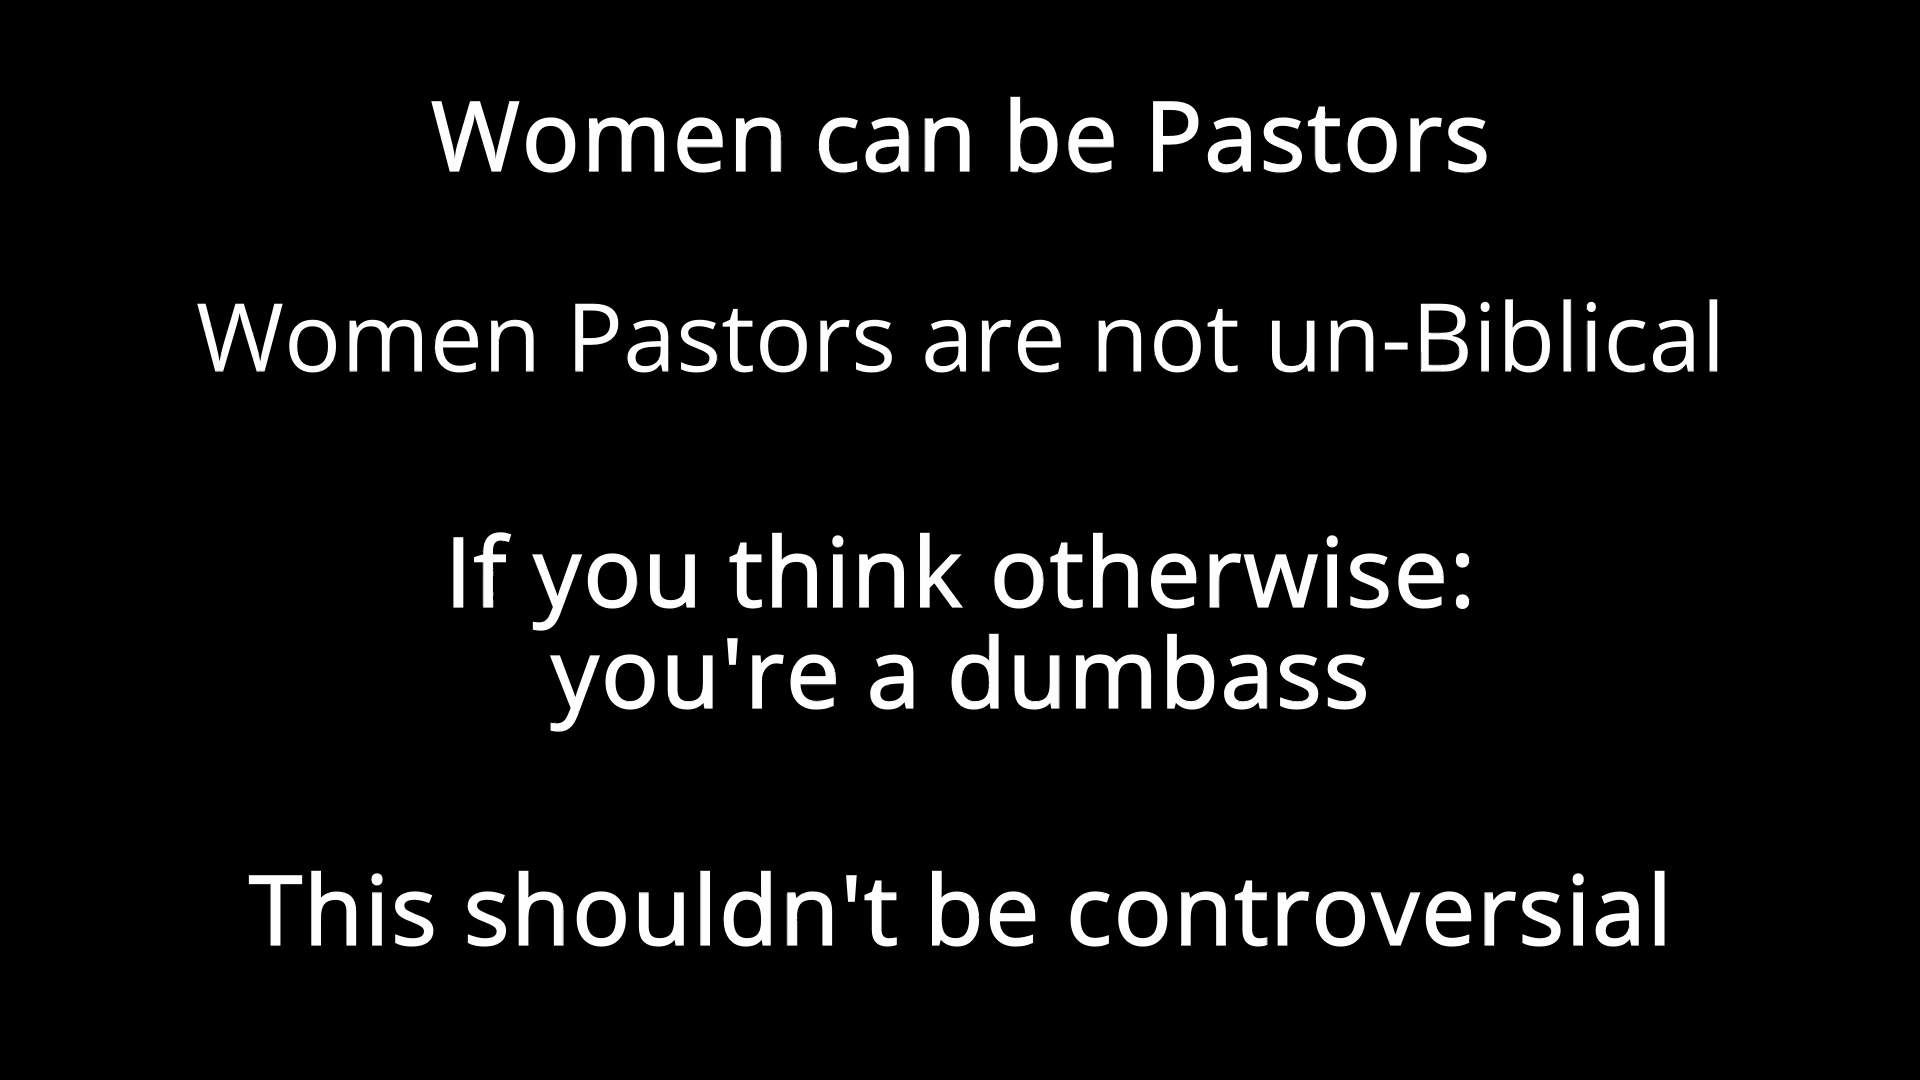 Women can be Pastors
Women Pastors are not un-Biblical
If you think otherwise:
you're a dumbass
This shouldn't be controversial